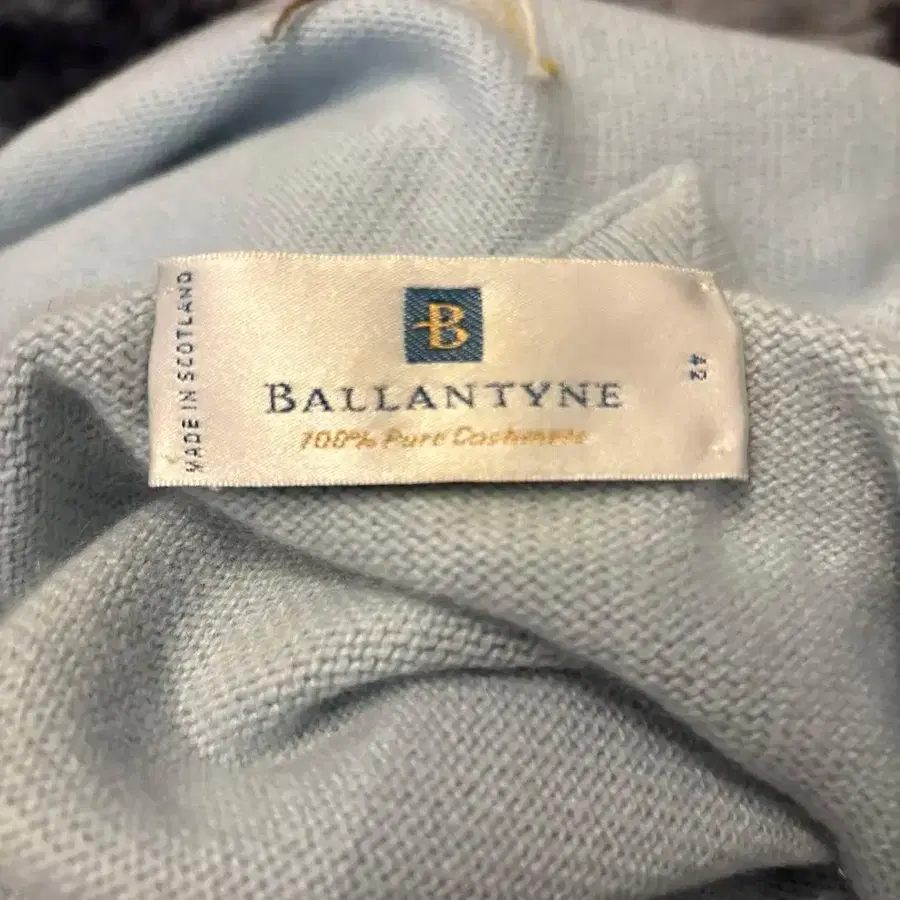 MADE IN SCOTLAND
B
BALLANTYNE
100% Pure Cashmere
42